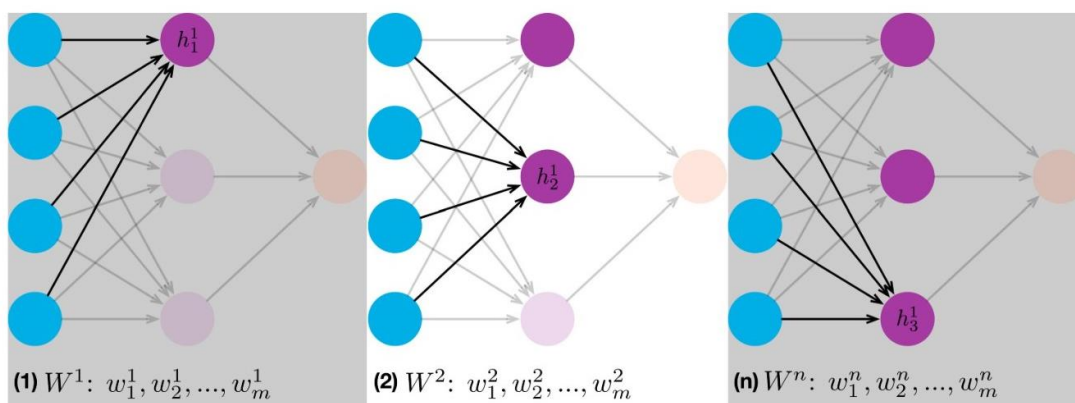 h_1^1
h_2^1
h_3^1
(1) W^1: w_1^1, w_2^1, ..., w_m^1
(2) W^2: w_1^2, w_2^2, ..., w_m^2
(n) W^n: w_1^n, w_2^n, ..., w_m^n